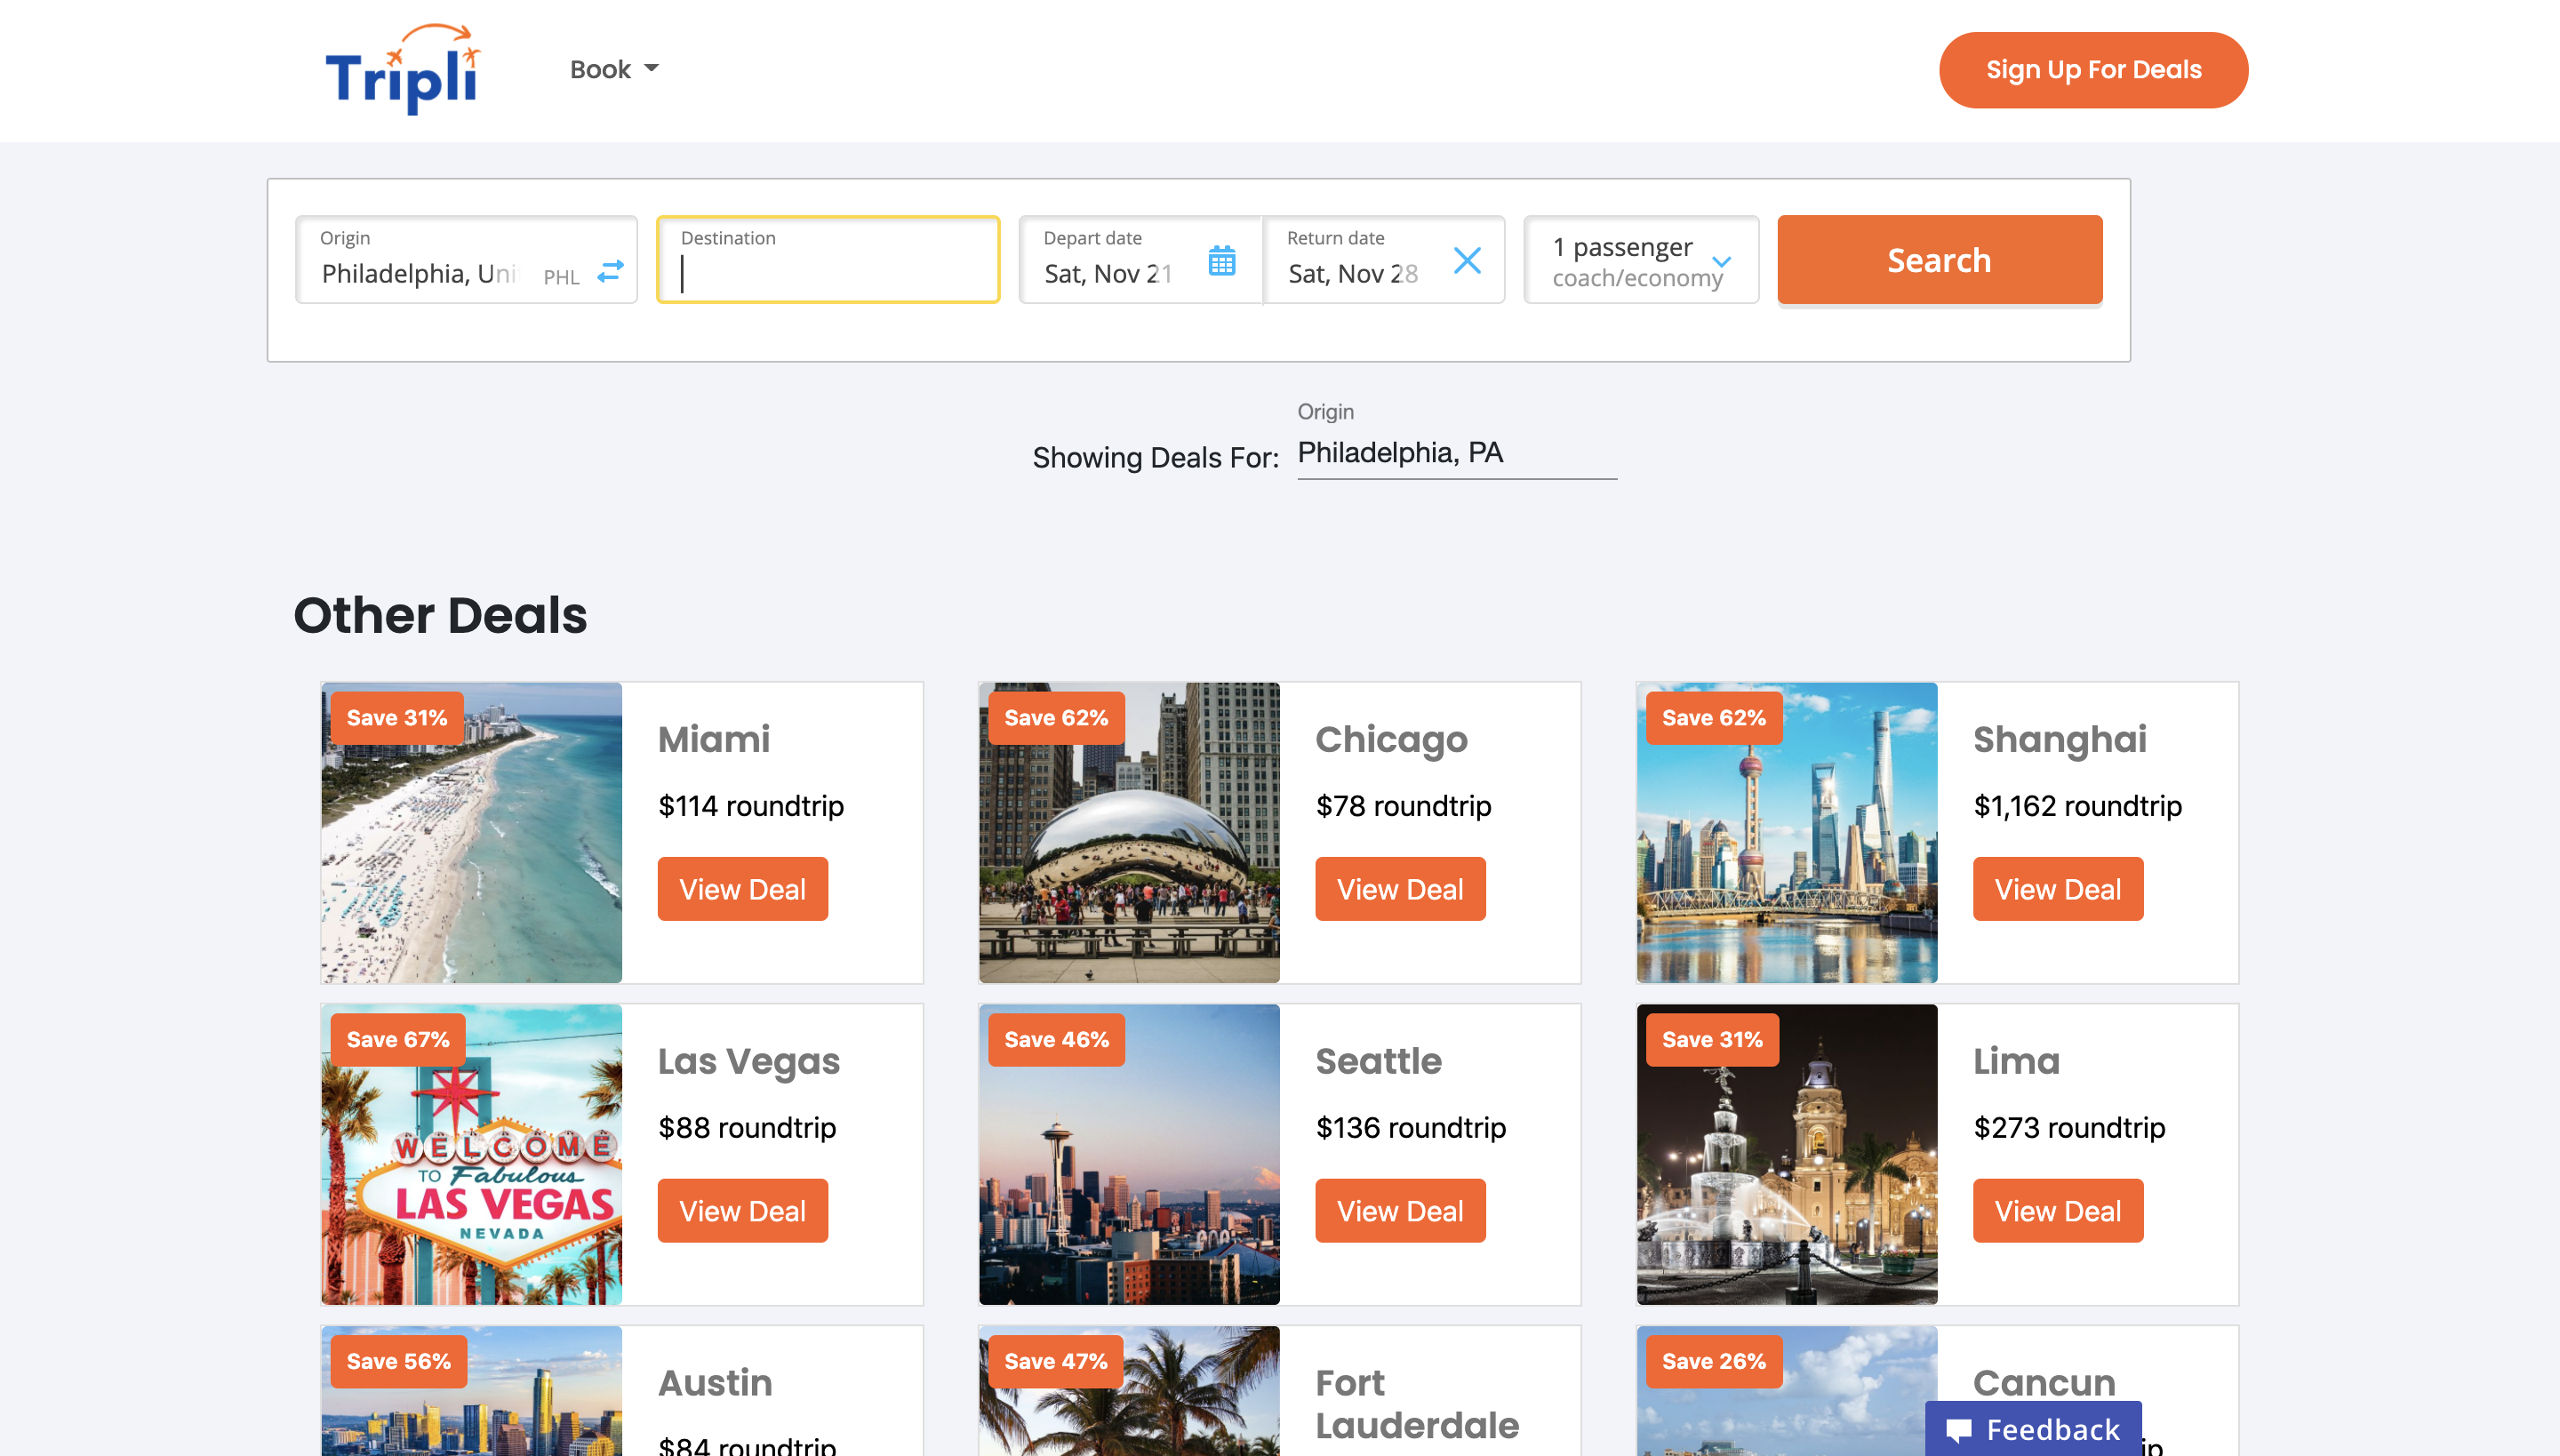 Tripli
Book
Sign Up For Deals
Origin
Philadelphia, Uni PHL
Destination
Depart date
Sat, Nov 21
Return date
Sat, Nov 28
1 passenger
coach/economy
Search
Showing Deals For:
Origin
Philadelphia, PA
Other Deals
Save 31%
Miami
$114 roundtrip
View Deal
Save 62%
Chicago
$78 roundtrip
View Deal
Save 62%
Shanghai
$1,162 roundtrip
View Deal
Save 67%
WELCOME
TO Fabulous
LAS VEGAS
NEVADA
Las Vegas
$88 roundtrip
View Deal
Save 46%
Seattle
$136 roundtrip
View Deal
Save 31%
Lima
$273 roundtrip
View Deal
Save 56%
Austin
$84 roundtrip
Save 47%
Fort
Lauderdale
Save 26%
Cancun
Feedback